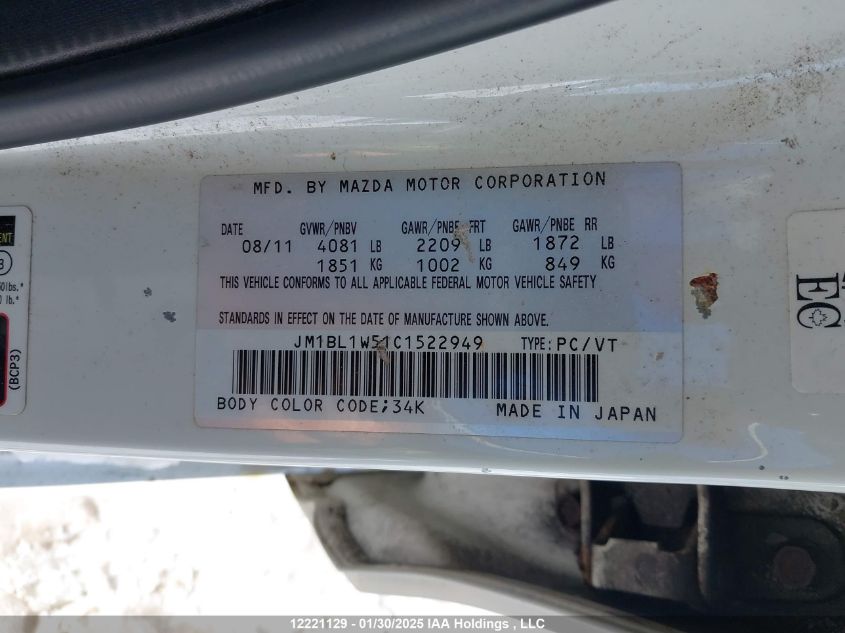 MFD. BY MAZDA MOTOR CORPORATION
DATE GVWR/PNBV GAWR/PNBE FRT GAWR/PNBE RR
08/11 4081 LB 2209 LB 1872 LB
1851 KG 1002 KG 849 KG
THIS VEHICLE CONFORMS TO ALL APPLICABLE FEDERAL MOTOR VEHICLE SAFETY
STANDARDS IN EFFECT ON THE DATE OF MANUFACTURE SHOWN ABOVE.
JM1BL1W51C1522949 TYPE:PC/VT
BODY COLOR CODE;34K MADE IN JAPAN
(BCP3)
EC
12221129 - 01/30/2025 IAA Holdings , LLC